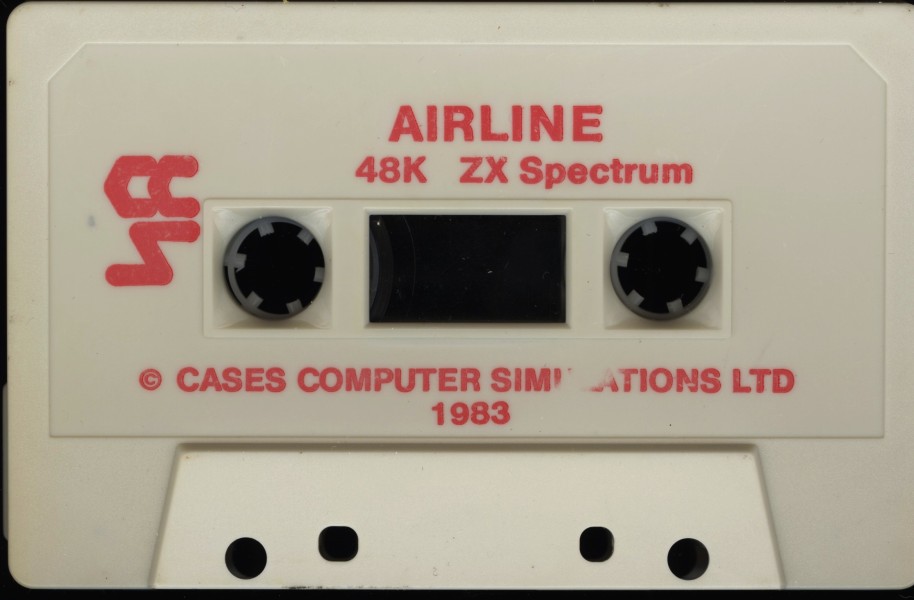 AIRLINE
48K ZX Spectrum
© CASES COMPUTER SIMULATIONS LTD
1983